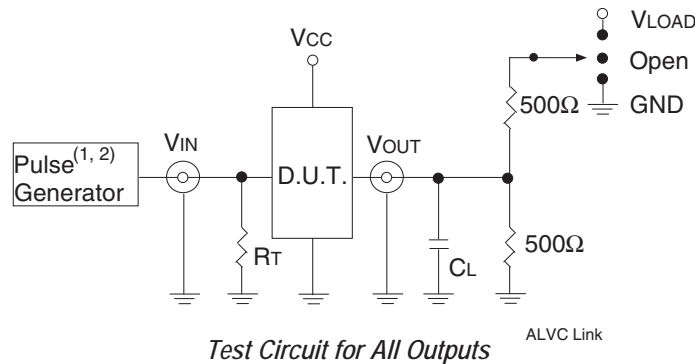 VLOAD
VCC
Open
500Ω
GND
VIN
VOUT
Pulse(1, 2)
Generator
D.U.T.
RT
CL
500Ω
ALVC Link
Test Circuit for All Outputs